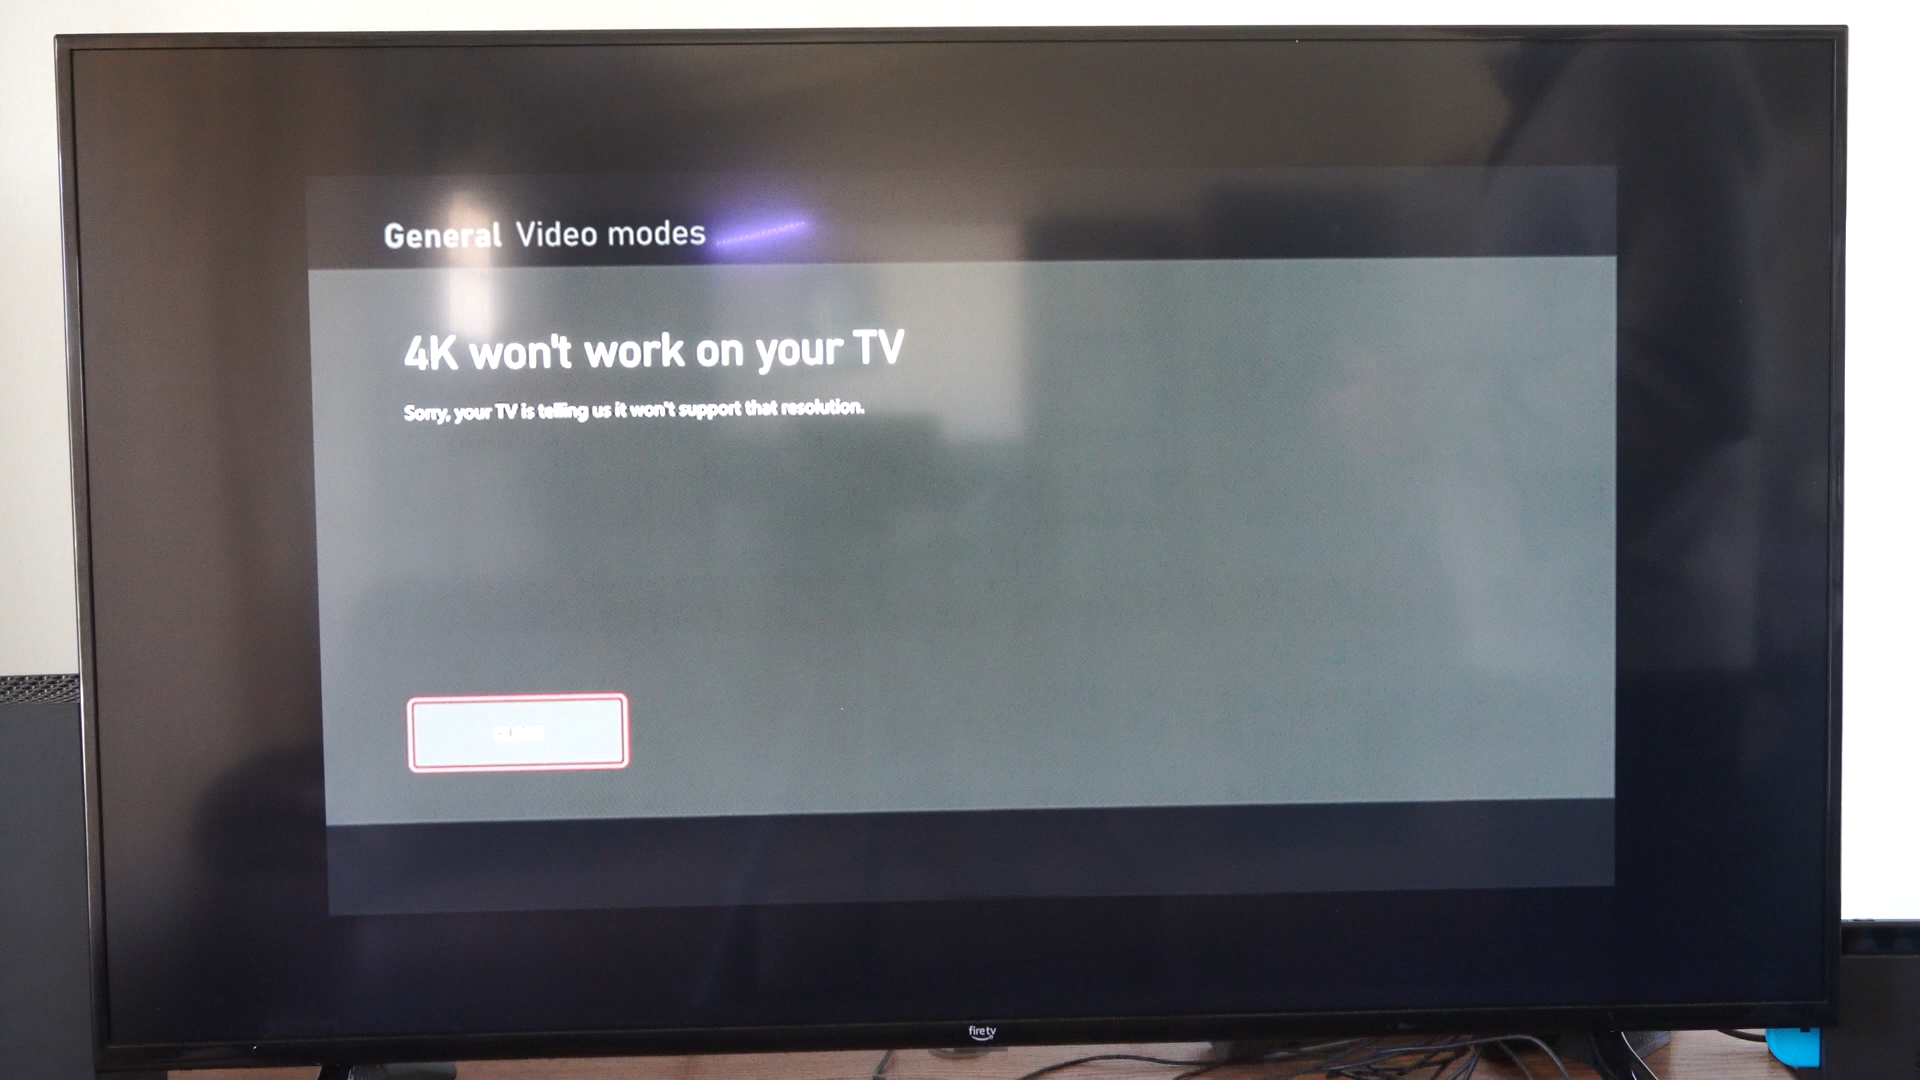 General Video modes
4K won't work on your TV
Sorry, your TV is telling us it won't support that resolution.
firetv